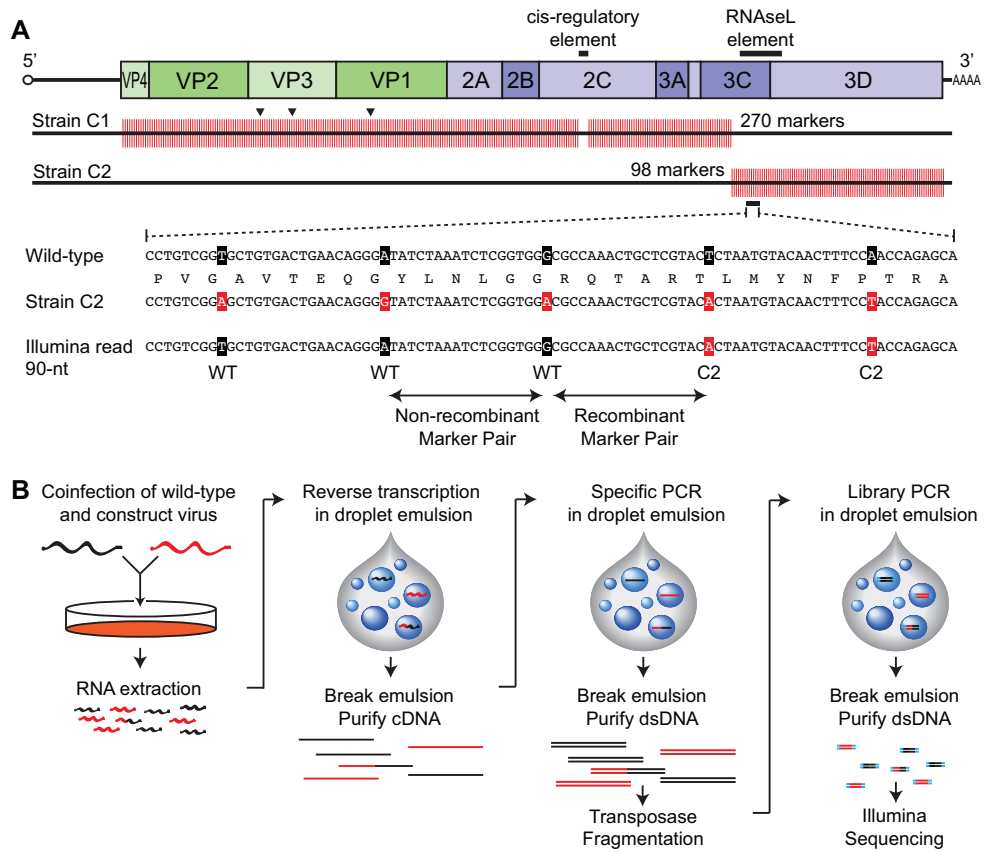 A
cis-regulatory
element
RNAseL
element
5'
3'
VP4 VP2 VP3 VP1 2A 2B 2C 3A 3C 3D
AAAA
Strain C1
270 markers
Strain C2
98 markers
Wild-type CCTGTCGGTGCTGTGACTGAACAGGGATATCTAAATCTCGGTGGGCGCCAAACTGCTCGTACTCTAATGTACAACTTTCCAACCAGAGCA
P V G A V T E Q G Y L N L G G R Q T A R T L M Y N F P T R A
Strain C2 CCTGTCGGAGCTGTGACTGAACAGGGGTATCTAAATCTCGGTGGACGCCAAACTGCTCGTACACTAATGTACAACTTTCCTACCAGAGCA
Illumina read
90-nt
CCTGTCGGTGCTGTGACTGAACAGGGATATCTAAATCTCGGTGGGCGCCAAACTGCTCGTACACTAATGTACAACTTTCCTACCAGAGCA
WT WT WT C2 C2
Non-recombinant
Marker Pair
Recombinant
Marker Pair
B
Coinfection of wild-type
and construct virus
RNA extraction
Reverse transcription
in droplet emulsion
Break emulsion
Purify cDNA
Specific PCR
in droplet emulsion
Break emulsion
Purify dsDNA
Transposase
Fragmentation
Library PCR
in droplet emulsion
Break emulsion
Purify dsDNA
Illumina
Sequencing